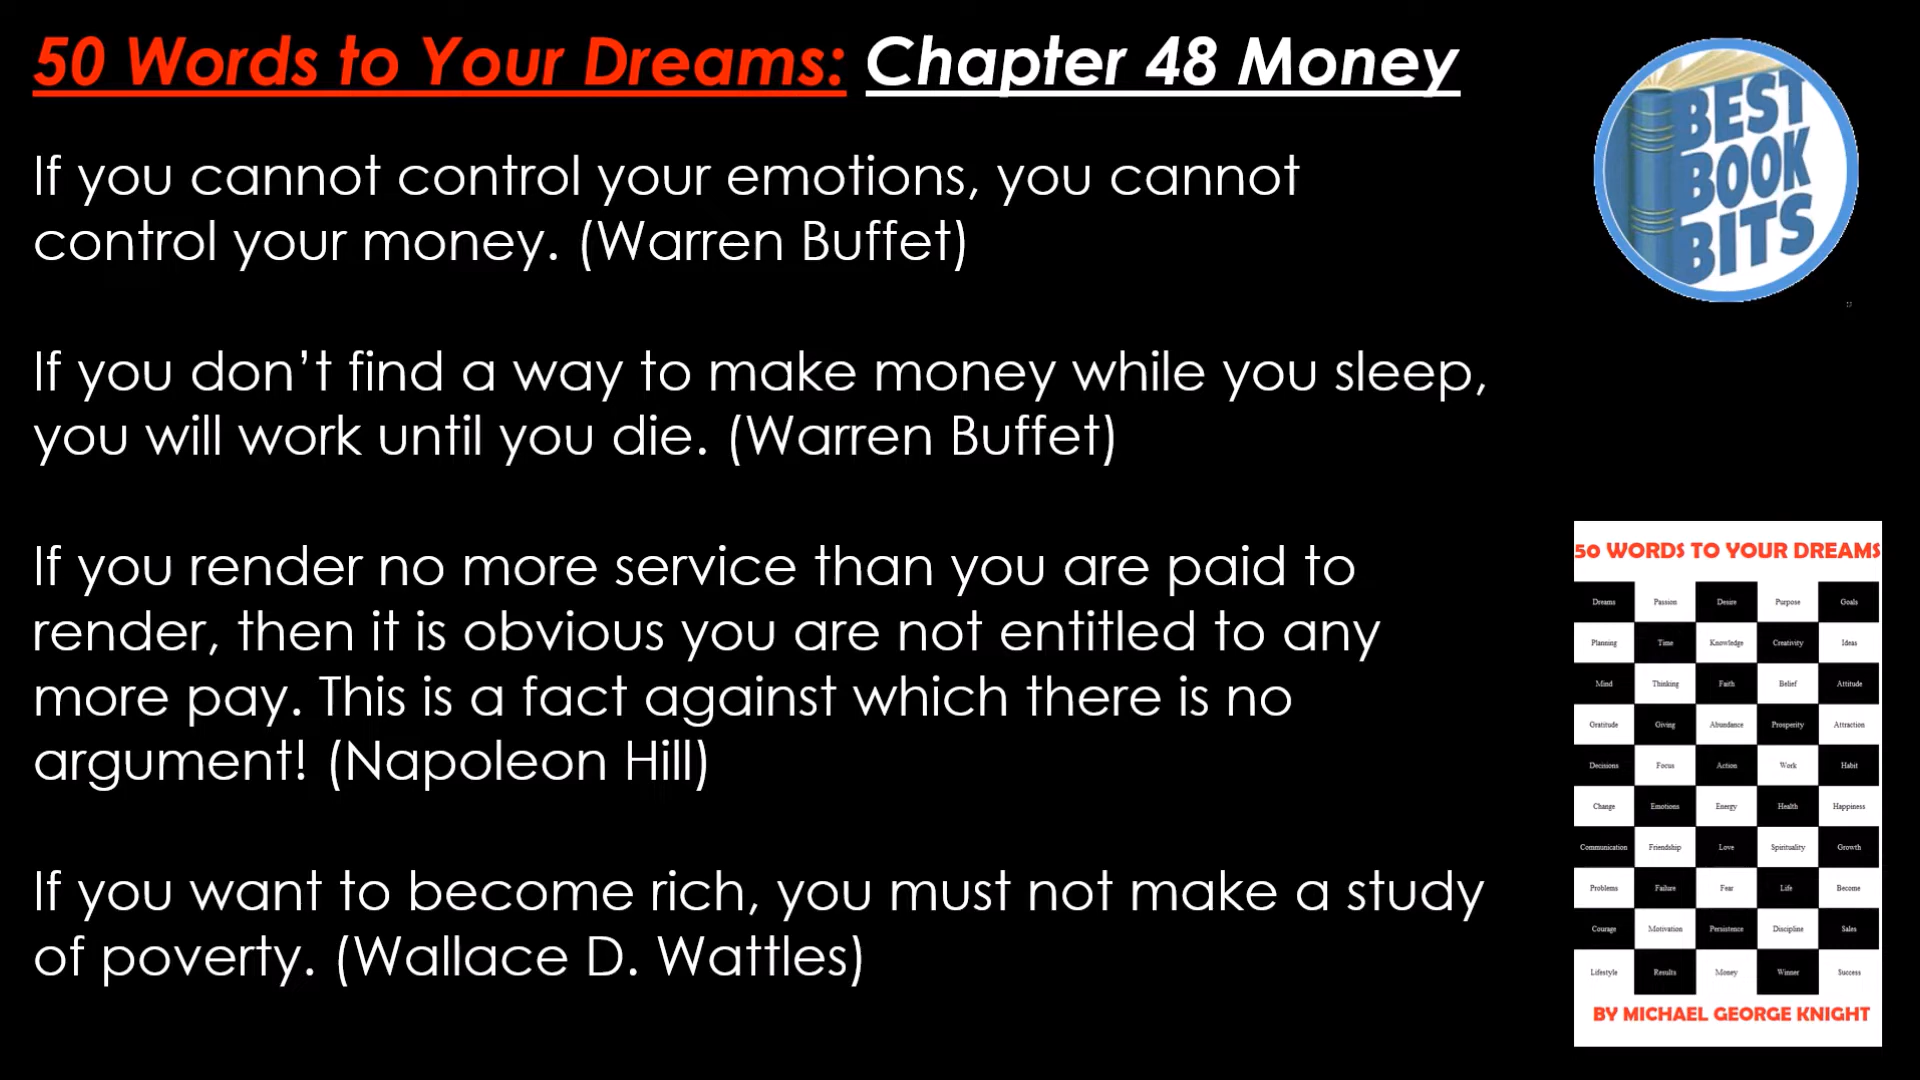 50 Words to Your Dreams: Chapter 48 Money
If you cannot control your emotions, you cannot
control your money. (Warren Buffet)
If you don’t find a way to make money while you sleep,
you will work until you die. (Warren Buffet)
If you render no more service than you are paid to
render, then it is obvious you are not entitled to any
more pay. This is a fact against which there is no
argument! (Napoleon Hill)
If you want to become rich, you must not make a study
of poverty. (Wallace D. Wattles)
BEST
BOOK
BITS
50 WORDS TO YOUR DREAMS
Dreams Passion Desire Purpose Goals
Planning Time Knowledge Creativity Ideas
Mind Thinking Faith Belief Attitude
Gratitude Giving Abundance Prosperity Attraction
Decisions Focus Action Work Habit
Change Emotions Energy Health Happiness
Communication Friendship Love Spirituality Growth
Problems Failure Fear Life Become
Courage Motivation Persistence Discipline Sales
Lifestyle Results Money Winner Success
BY MICHAEL GEORGE KNIGHT